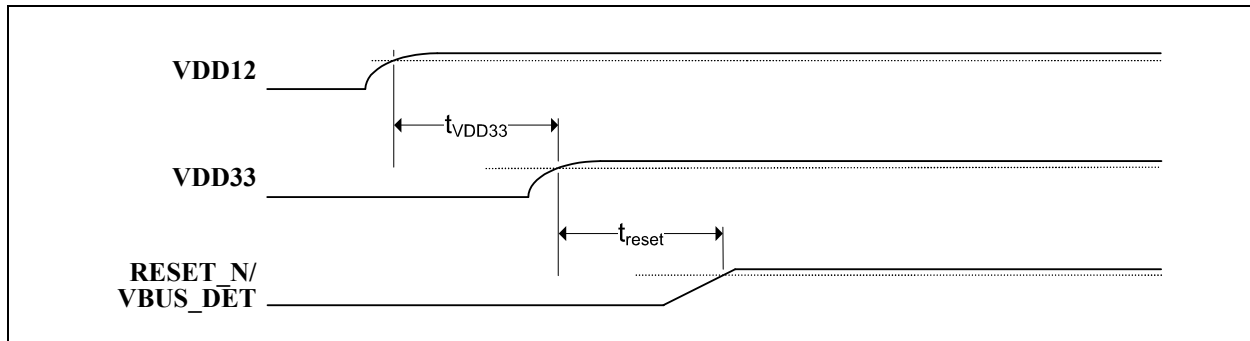 VDD12
tVDD33
VDD33
treset
RESET_N/
VBUS_DET